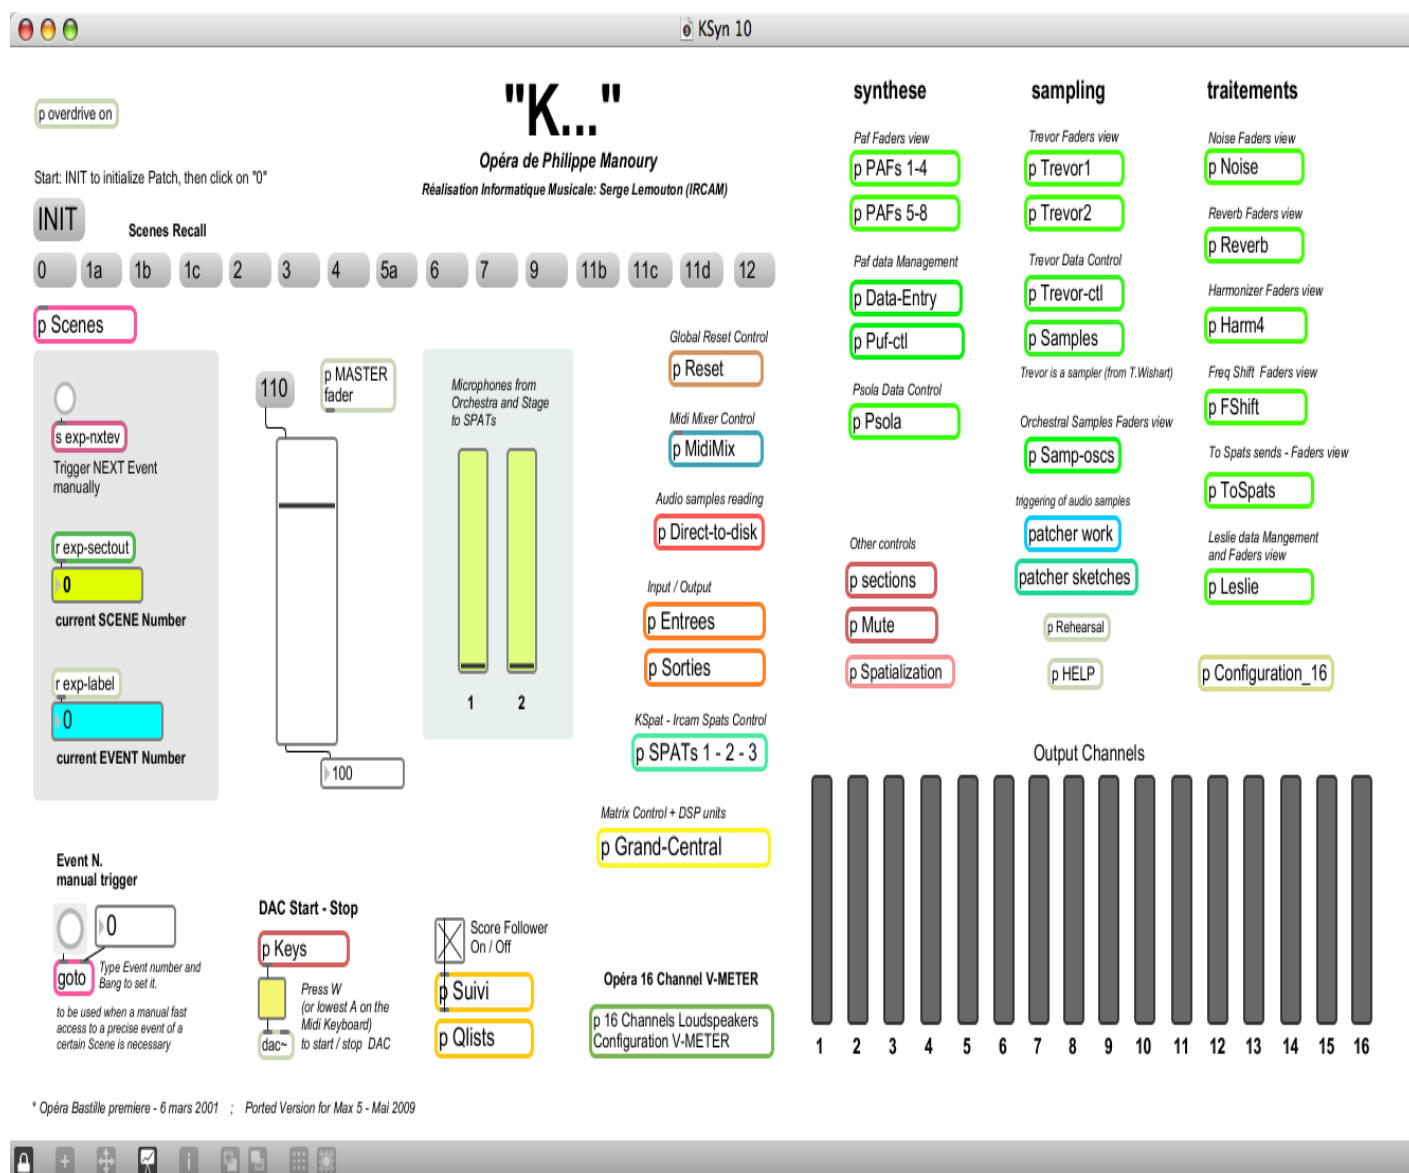 KSyn 10
p overdrive on
"K..."
Opéra de Philippe Manoury
Réalisation Informatique Musicale: Serge Lemouton (IRCAM)
Start: INIT to initialize Patch, then click on "0"
INIT
Scenes Recall
0 1a 1b 1c 2 3 4 5a 6 7 9 11b 11c 11d 12
p Scenes
s exp-nxtev
Trigger NEXT Event
manually
r exp-sectout
0
current SCENE Number
r exp-label
0
current EVENT Number
110
p MASTER
fader
100
Microphones from
Orchestra and Stage
to SPATs
1 2
Global Reset Control
p Reset
Midi Mixer Control
p MidiMix
Audio samples reading
p Direct-to-disk
Input / Output
p Entrees
p Sorties
KSpat - Ircam Spats Control
p SPATs 1 - 2 - 3
Matrix Control + DSP units
p Grand-Central
synthese
Paf Faders view
p PAFs 1-4
p PAFs 5-8
Paf data Management
p Data-Entry
p Puf-ctl
Psola Data Control
p Psola
Other controls
p sections
p Mute
p Spatialization
sampling
Trevor Faders view
p Trevor1
p Trevor2
Trevor Data Control
p Trevor-ctl
p Samples
Trevor is a sampler (from T.Wishart)
Orchestral Samples Faders view
p Samp-oscs
triggering of audio samples
patcher work
patcher sketches
p Rehearsal
p HELP
traitements
Noise Faders view
p Noise
Reverb Faders view
p Reverb
Harmonizer Faders view
p Harm4
Freq Shift Faders view
p FShift
To Spats sends - Faders view
p ToSpats
Leslie data Mangement
and Faders view
p Leslie
p Configuration_16
Output Channels
1 2 3 4 5 6 7 8 9 10 11 12 13 14 15 16
Event N.
manual trigger
0
goto
Type Event number and
Bang to set it.
to be used when a manual fast
access to a precise event of a
certain Scene is necessary
DAC Start - Stop
p Keys
Press W
(or lowest A on the
Midi Keyboard)
to start / stop DAC
dac~
Score Follower
On / Off
p Suivi
p Qlists
Opéra 16 Channel V-METER
p 16 Channels Loudspeakers
Configuration V-METER
* Opéra Bastille premiere - 6 mars 2001 ; Ported Version for Max 5 - Mai 2009